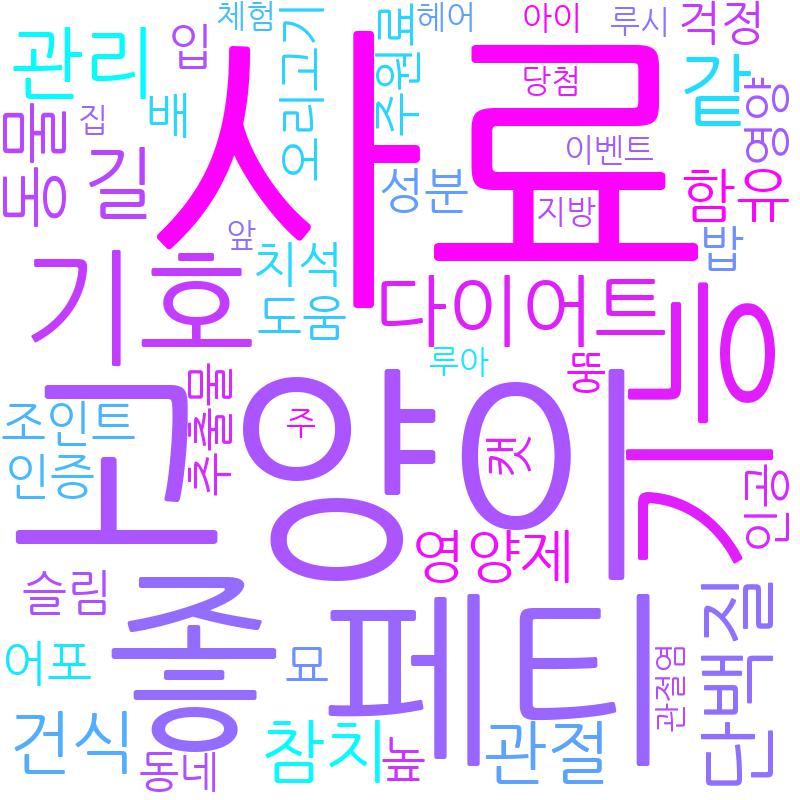 체험
헤어
아이
루시
걱정
관리
입
오리고기
주원료
사료
당첨
같
배
집
동물
길
이벤트
영양
성분
지방
함유
앞
밥
기호
치석
도움
다이어트
기능
루아
뚱
고양이
추출물
주
캣
조인트
인증
인공
영양제
슬림
좋
페티
단백질
어포
묘
관절염
건식
동네
참치
높
관절